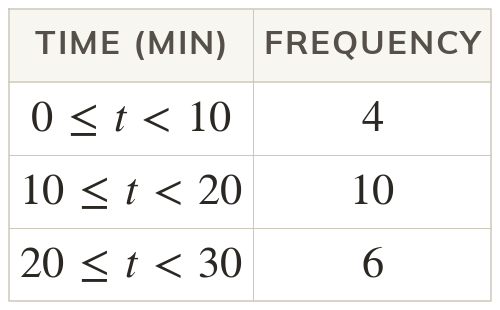 TIME (MIN) FREQUENCY
0 ≤ t < 10 4
10 ≤ t < 20 10
20 ≤ t < 30 6